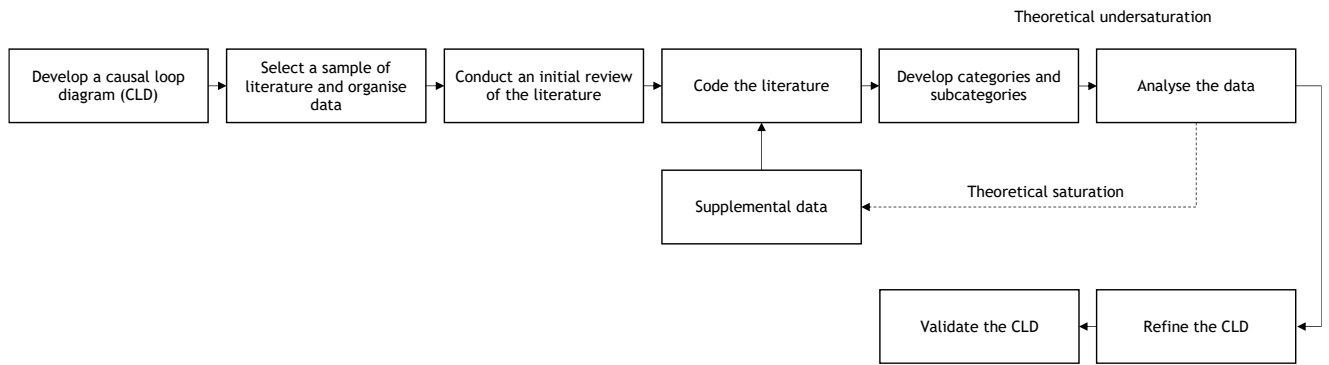 Theoretical undersaturation
Develop a causal loop
diagram (CLD)
Select a sample of
literature and organise
data
Conduct an initial review
of the literature
Code the literature
Develop categories and
subcategories
Analyse the data
Supplemental data
Theoretical saturation
Validate the CLD
Refine the CLD